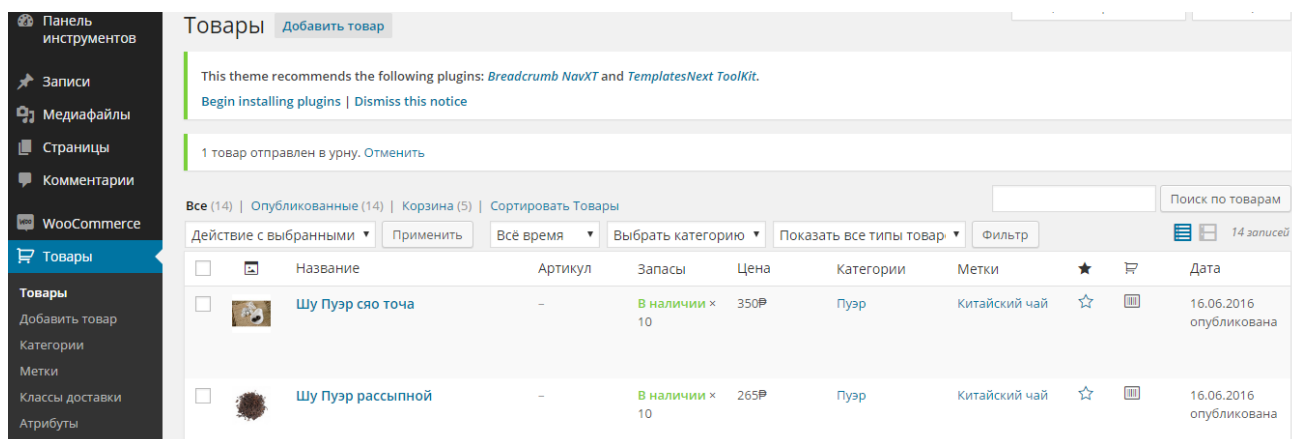 Панель
инструментов
Записи
Медиафайлы
Страницы
Комментарии
WooCommerce
Товары
Товары
Добавить товар
Категории
Метки
Классы доставки
Атрибуты
Товары Добавить товар
This theme recommends the following plugins: Breadcrumb NavXT and TemplatesNext ToolKit.
Begin installing plugins | Dismiss this notice
1 товар отправлен в урну. Отменить
Все (14) | Опубликованные (14) | Корзина (5) | Сортировать Товары
Поиск по товарам
Действие с выбранными Применить Всё время Выбрать категорию Показать все типы товар Фильтр 14 записей
Название Артикул Запасы Цена Категории Метки Дата
Шу Пуэр сяо точа – В наличии × 350₽ Пуэр Китайский чай 16.06.2016
10 опубликована
Шу Пуэр рассыпной – В наличии × 265₽ Пуэр Китайский чай 16.06.2016
10 опубликована